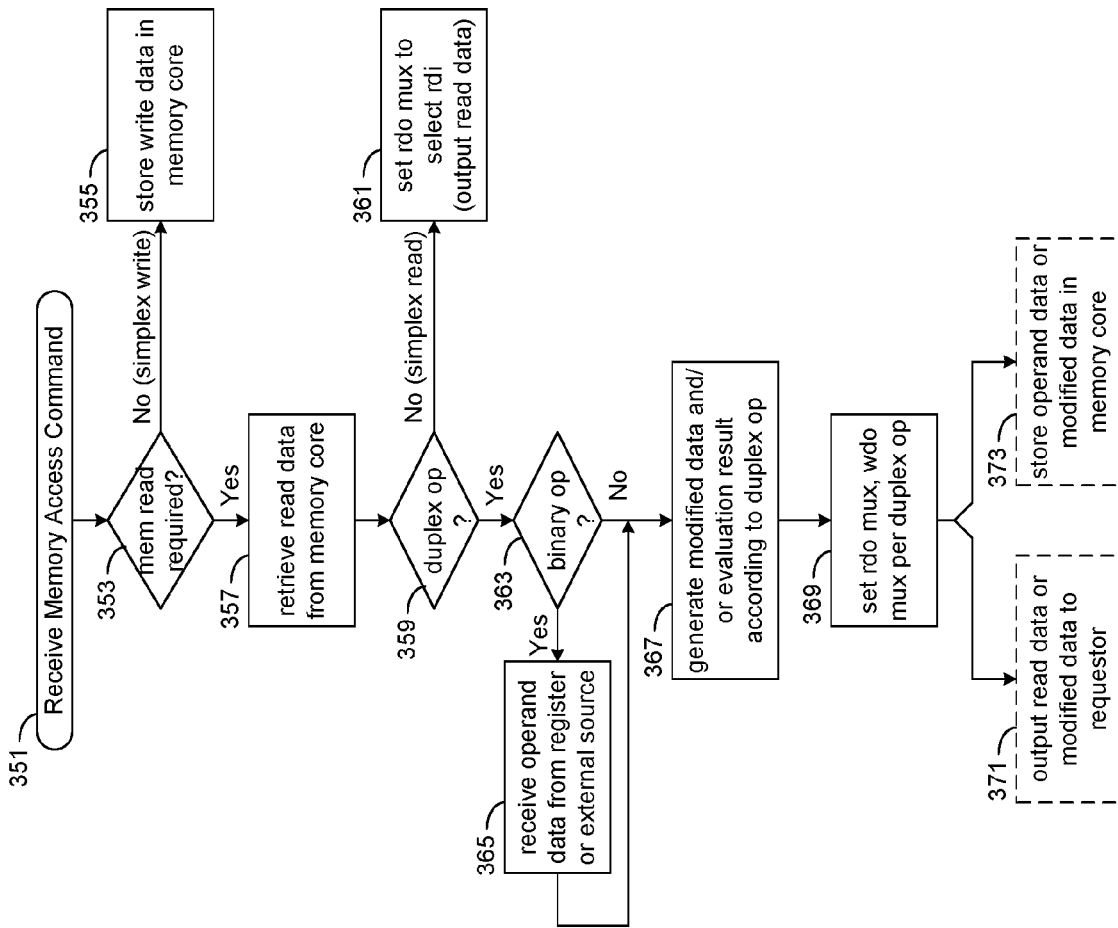 351
Receive Memory Access Command
353
mem read
required?
No (simplex write)
355
store write data in
memory core
Yes
357
retrieve read data
from memory core
359
duplex op
?
No (simplex read)
361
set rdo mux to
select rdi
(output read data)
Yes
363
binary op
?
Yes
No
365
receive operand
data from register
or external source
367
generate modified data and/
or evaluation result
according to duplex op
369
set rdo mux, wdo
mux per duplex op
371
output read data or
modified data to
requestor
373
store operand data or
modified data in
memory core